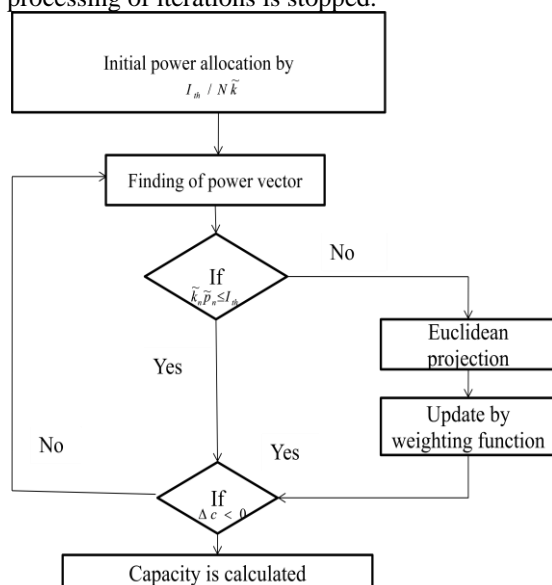 processing of iterations is stopped.
Initial power allocation by
I_th / N k̃
Finding of power vector
No
If
k̃_n p̃_n ≤ I_th
Euclidean
projection
Yes
Update by
weighting function
No
Yes
If
Δ c < 0
Capacity is calculated